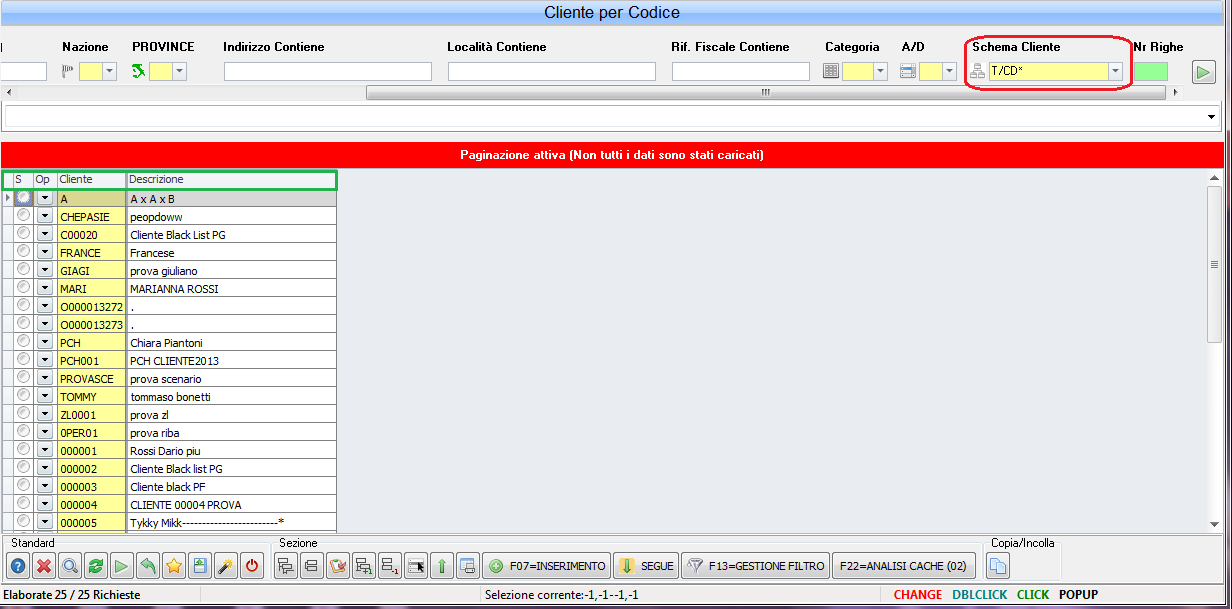 Cliente per Codice
Nazione PROVINCE Indirizzo Contiene Località Contiene Rif. Fiscale Contiene Categoria A/D Schema Cliente Nr Righe
T/CD*
Paginazione attiva (Non tutti i dati sono stati caricati)
S Op Cliente Descrizione
A A x A x B
CHEPASIE peopdoww
C00020 Cliente Black List PG
FRANCE Francese
GIAGI prova giuliano
MARI MARIANNA ROSSI
O000013272 .
O000013273 .
PCH Chiara Piantoni
PCH001 PCH CLIENTE2013
PROVASCE prova scenario
TOMMY tommaso bonetti
ZL0001 prova zl
0PER01 prova riba
000001 Rossi Dario piu
000002 Cliente Black list PG
000003 Cliente black PF
000004 CLIENTE 00004 PROVA
000005 Tykky Mikk------------------------*
Standard Sezione Copia/Incolla
F07=INSERIMENTO SEGUE F13=GESTIONE FILTRO F22=ANALISI CACHE (02)
Elaborate 25 / 25 Richieste Selezione corrente:-1,-1--1,-1 CHANGE DBLCLICK CLICK POPUP